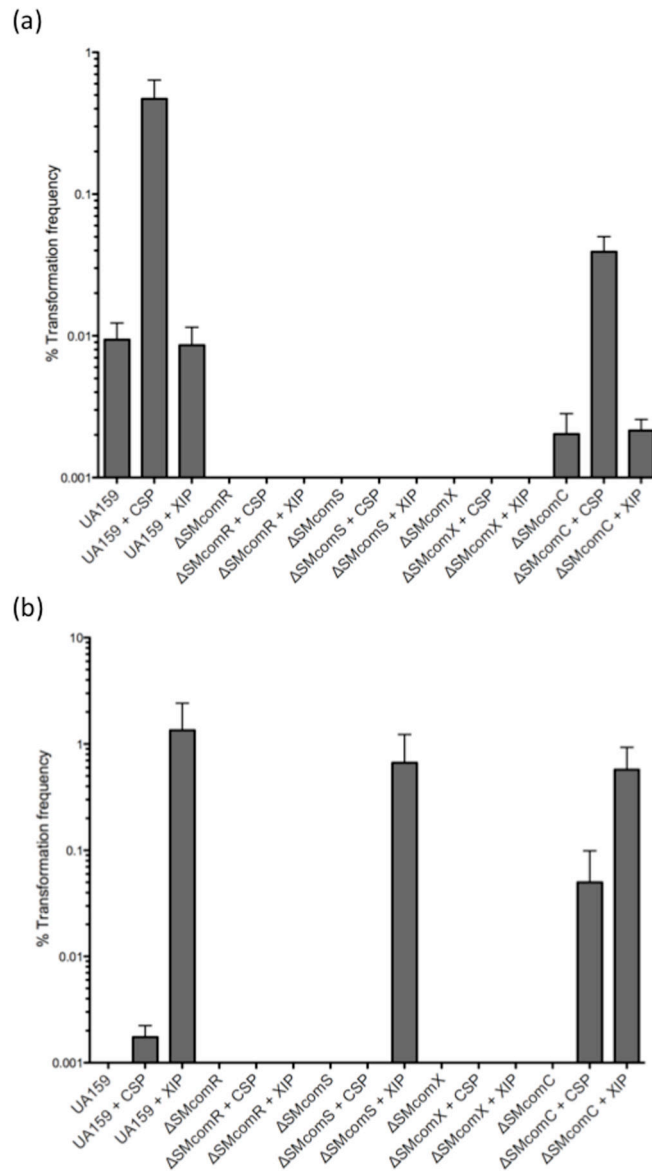 (a)
1
0.1
0.01
0.001
% Transformation frequency
UA159
UA159 + CSP
UA159 + XIP
ΔSMcomR
ΔSMcomR + CSP
ΔSMcomR + XIP
ΔSMcomS
ΔSMcomS + CSP
ΔSMcomS + XIP
ΔSMcomX
ΔSMcomX + CSP
ΔSMcomX + XIP
ΔSMcomC
ΔSMcomC + CSP
ΔSMcomC + XIP
(b)
10
1
0.1
0.01
0.001
% Transformation frequency
UA159
UA159 + CSP
UA159 + XIP
ΔSMcomR
ΔSMcomR + CSP
ΔSMcomR + XIP
ΔSMcomS
ΔSMcomS + CSP
ΔSMcomS + XIP
ΔSMcomX
ΔSMcomX + CSP
ΔSMcomX + XIP
ΔSMcomC
ΔSMcomC + CSP
ΔSMcomC + XIP